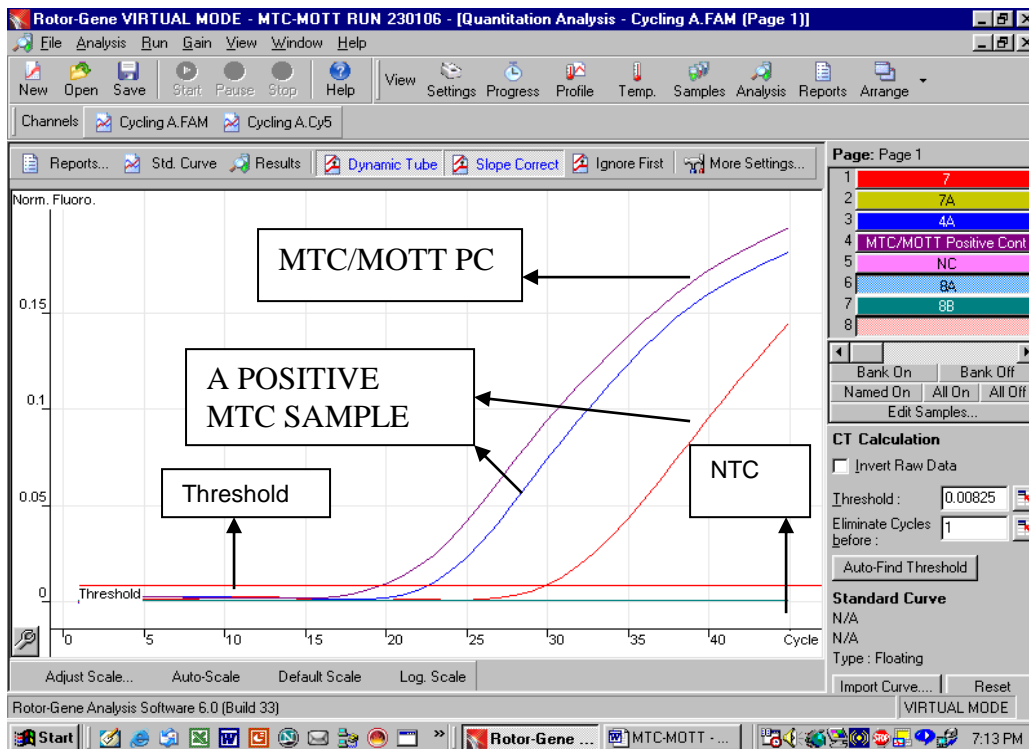 Rotor-Gene VIRTUAL MODE - MTC-MOTT RUN 230106 - [Quantitation Analysis - Cycling A.FAM (Page 1)]
File Analysis Run Gain View Window Help
New Open Save Start Pause Stop Help View Settings Progress Profile Temp. Samples Analysis Reports Arrange
Channels Cycling A.FAM Cycling A.Cy5
Reports... Std. Curve Results Dynamic Tube Slope Correct Ignore First More Settings...
Norm. Fluoro.
0.15
0.1
0.05
0
MTC/MOTT PC
A POSITIVE
MTC SAMPLE
Threshold
NTC
Threshold
0 5 10 15 20 25 30 35 40 Cycle
Adjust Scale... Auto-Scale Default Scale Log. Scale
Page: Page 1
1 7
2 7A
3 4A
4 MTC/MOTT Positive Cont
5 NC
6 8A
7 8B
8
Bank On Bank Off
Named On All On All Off
Edit Samples...
CT Calculation
Invert Raw Data
Threshold : 0.00825
Eliminate Cycles
before : 1
Auto-Find Threshold
Standard Curve
N/A
N/A
Type : Floating
Import Curve.... Reset
Rotor-Gene Analysis Software 6.0 (Build 33) VIRTUAL MODE
Start » Rotor-Gene ... MTC-MOTT - ... 7:13 PM